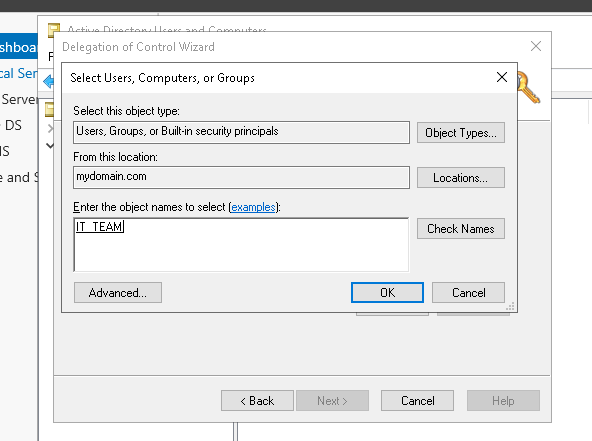 Active Directory Users and Computers
shboa
Delegation of Control Wizard
cal Ser
Server
DS
IS
e and S
Select Users, Computers, or Groups
Select this object type:
Users, Groups, or Built-in security principals
Object Types...
From this location:
mydomain.com
Locations...
Enter the object names to select (examples):
IT_TEAM
Check Names
Advanced...
OK
Cancel
< Back
Next >
Cancel
Help